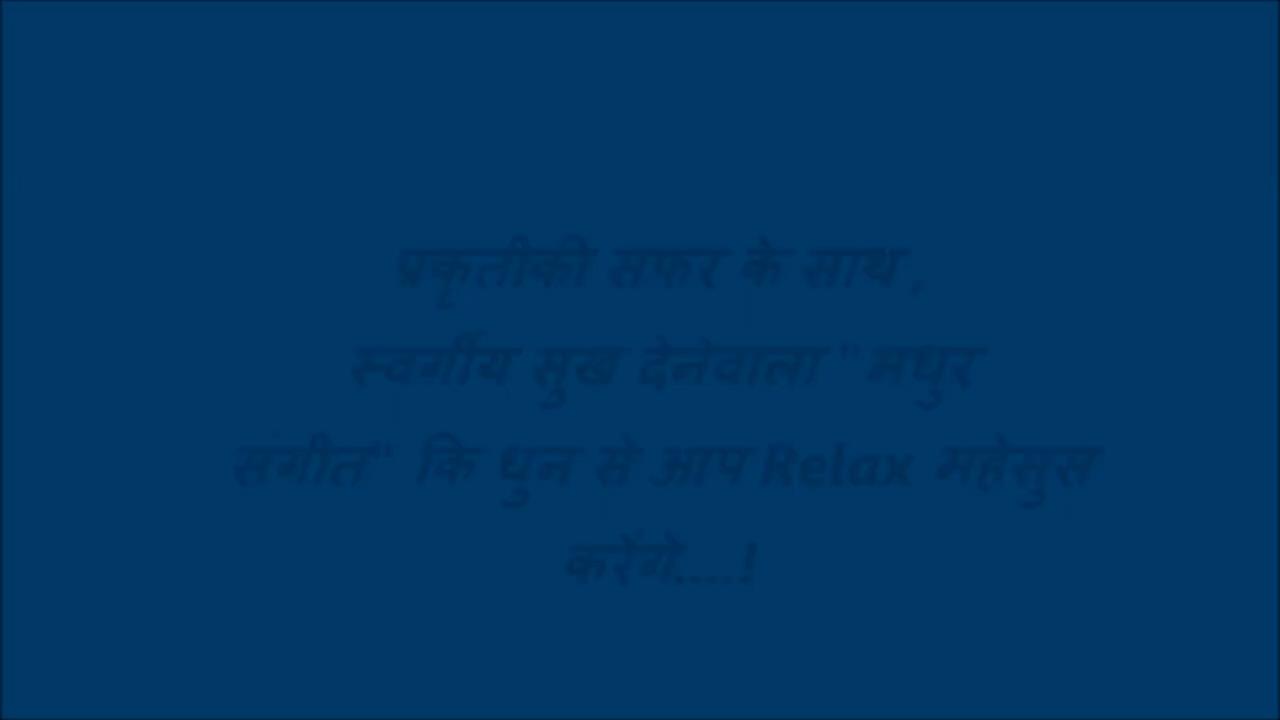 प्रकृतीकी सफर के साथ ,
स्वर्गीय सुख देनेवाला "मधुर
संगीत" कि धुन से आप Relax महेसुस
करेंगे....!